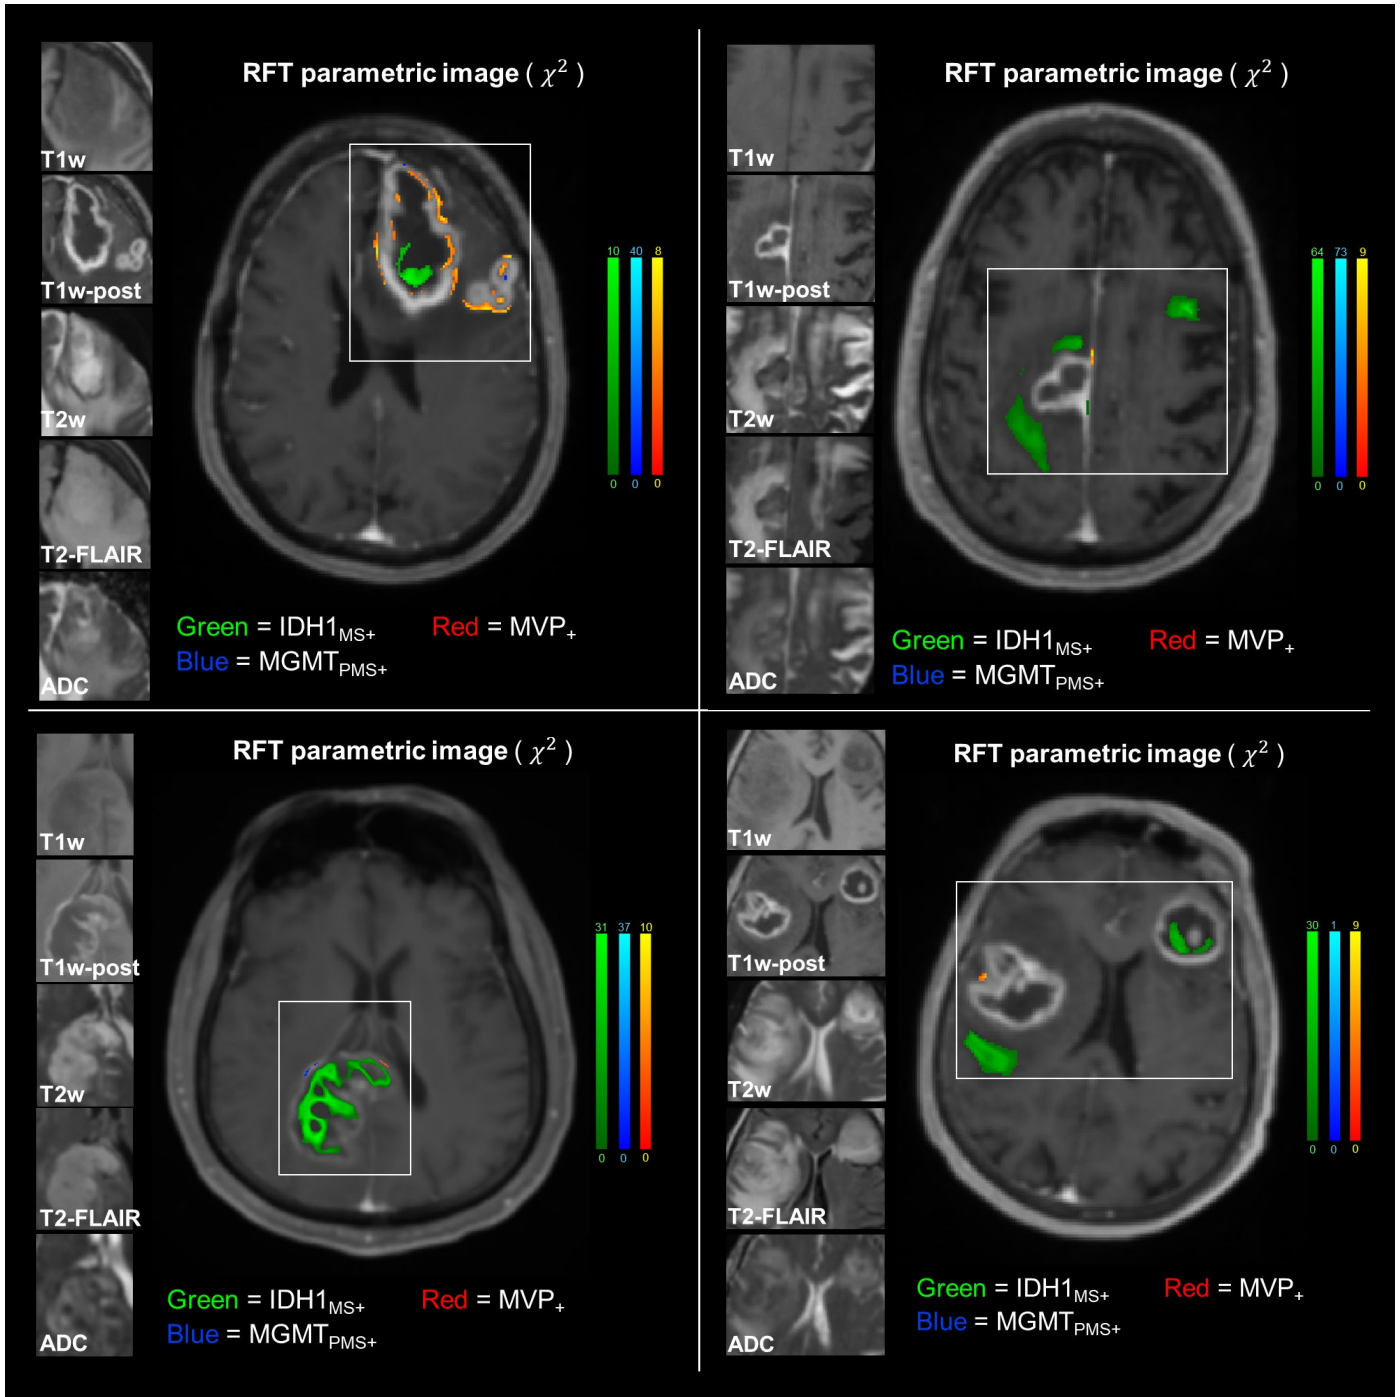 RFT parametric image ( χ² )
T1w
T1w-post
T2w
T2-FLAIR
ADC
10 40 8
0 0 0
Green = IDH1MS+ Red = MVP+
Blue = MGMTPMS+
RFT parametric image ( χ² )
T1w
T1w-post
T2w
T2-FLAIR
ADC
64 73 9
0 0 0
Green = IDH1MS+ Red = MVP+
Blue = MGMTPMS+
RFT parametric image ( χ² )
T1w
T1w-post
T2w
T2-FLAIR
ADC
31 37 10
0 0 0
Green = IDH1MS+ Red = MVP+
Blue = MGMTPMS+
RFT parametric image ( χ² )
T1w
T1w-post
T2w
T2-FLAIR
ADC
30 1 9
0 0 0
Green = IDH1MS+ Red = MVP+
Blue = MGMTPMS+